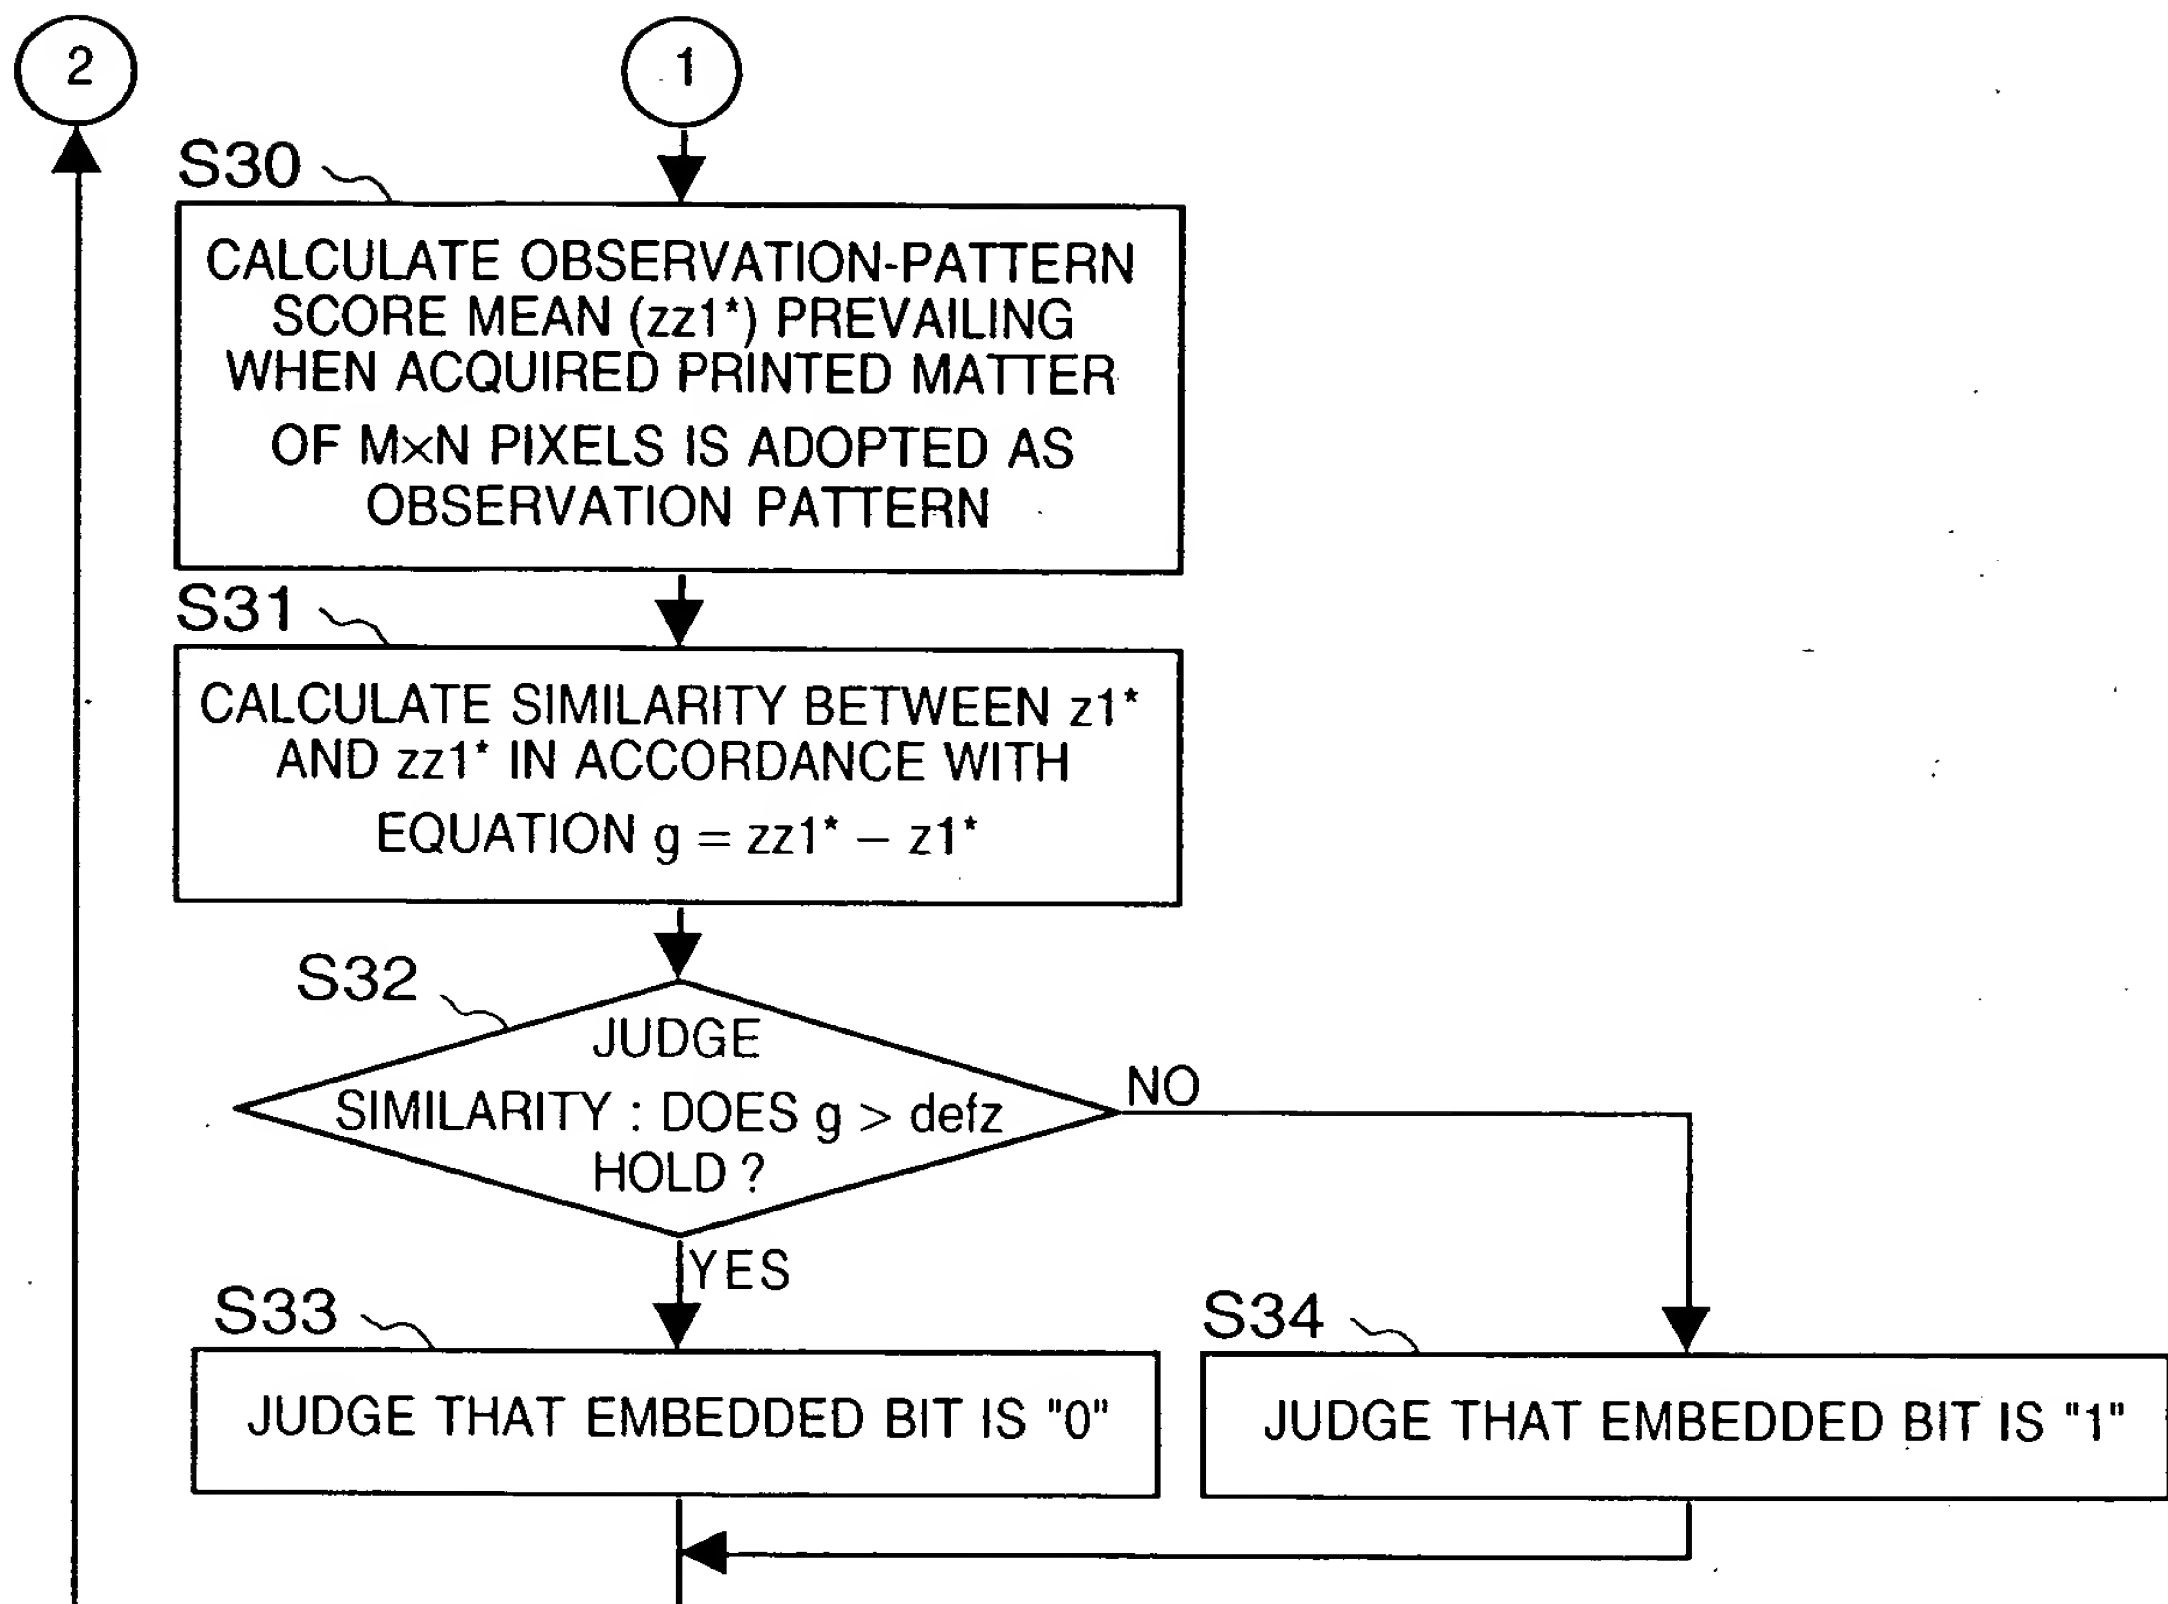 2
1
S30
CALCULATE OBSERVATION-PATTERN
SCORE MEAN (zz1*) PREVAILING
WHEN ACQUIRED PRINTED MATTER
OF M×N PIXELS IS ADOPTED AS
OBSERVATION PATTERN
S31
CALCULATE SIMILARITY BETWEEN z1*
AND zz1* IN ACCORDANCE WITH
EQUATION g = zz1* – z1*
S32
JUDGE
SIMILARITY : DOES g > defz
HOLD ?
NO
YES
S33
JUDGE THAT EMBEDDED BIT IS "0"
S34
JUDGE THAT EMBEDDED BIT IS "1"